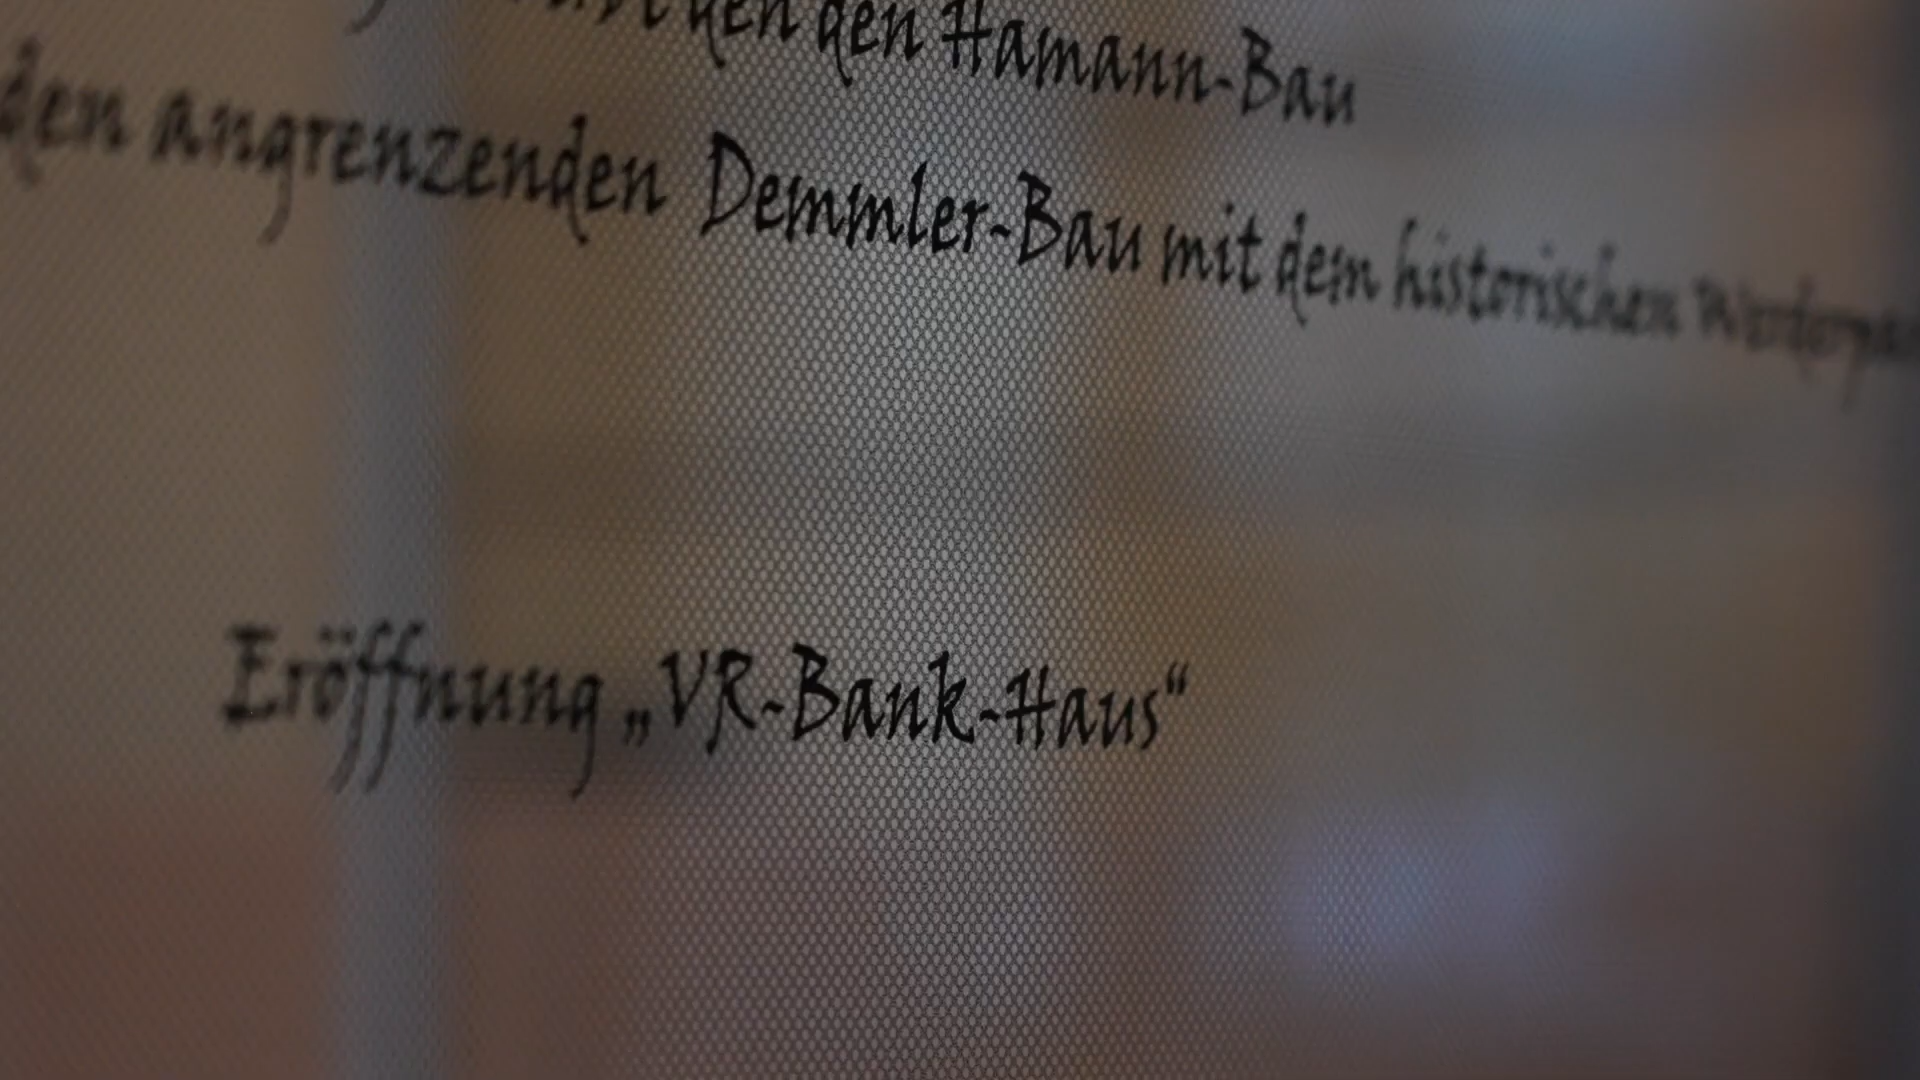 den Hamann-Bau
den angrenzenden Demmler-Bau mit dem historischen
Eröffnung „VR-Bank-Haus“